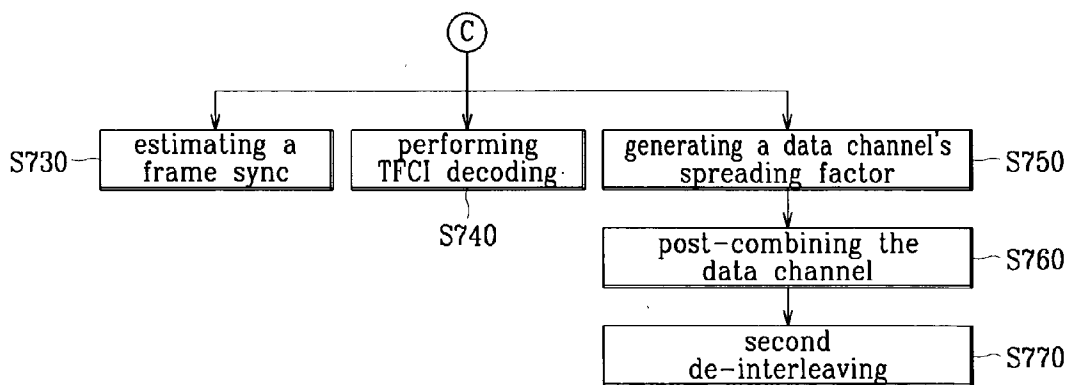 C
estimating a
frame sync
S730
performing
TFCI decoding
S740
generating a data channel's
spreading factor
S750
post-combining the
data channel
S760
second
de-interleaving
S770